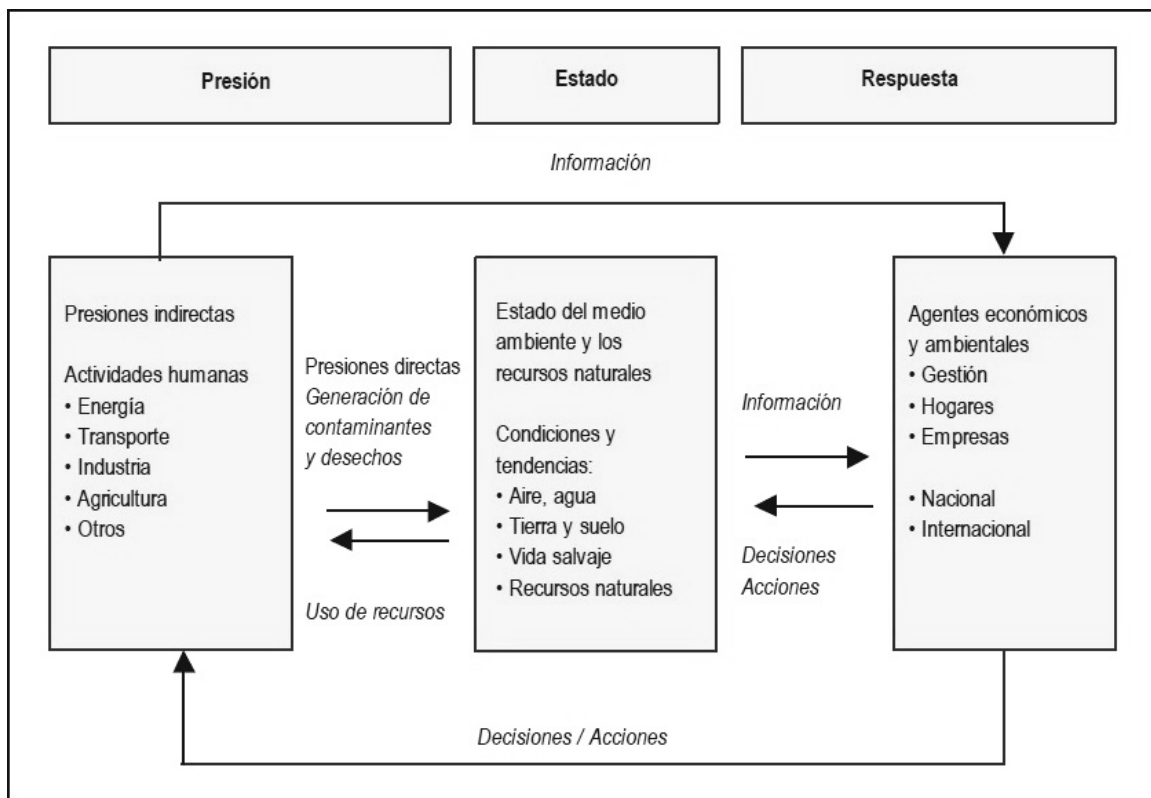 Presión
Estado
Respuesta
Información
Presiones indirectas
Actividades humanas
• Energía
• Transporte
• Industria
• Agricultura
• Otros
Presiones directas
Generación de
contaminantes
y desechos
Uso de recursos
Estado del medio
ambiente y los
recursos naturales
Condiciones y
tendencias:
• Aire, agua
• Tierra y suelo
• Vida salvaje
• Recursos naturales
Información
Decisiones
Acciones
Agentes económicos
y ambientales
• Gestión
• Hogares
• Empresas
• Nacional
• Internacional
Decisiones / Acciones